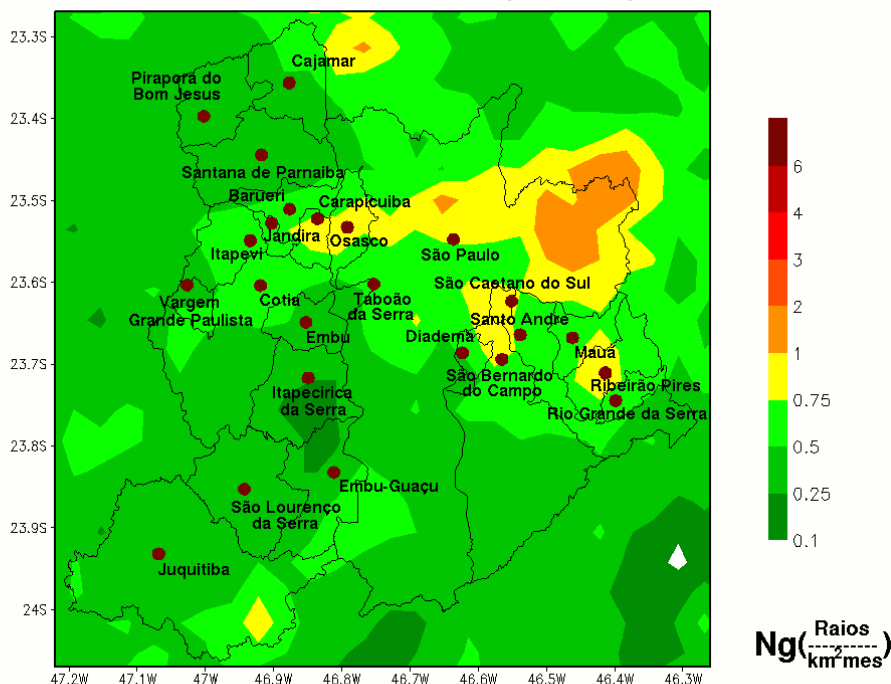 23.3S
23.4S
23.5S
23.6S
23.7S
23.8S
23.9S
24S
47.2W
47.1W
47W
46.9W
46.8W
46.7W
46.6W
46.5W
46.4W
46.3W
Cajamar
Pirapora do
Bom Jesus
Santana de Parnaiba
Barueri
Carapicuiba
Jandira
Osasco
Itapevi
São Paulo
São Caetano do Sul
Vargem
Grande Paulista
Cotia
Taboão
da Serra
Santo Andre
Embu
Diadema
Mauá
São Bernardo
do Campo
Ribeirão Pires
Rio Grande da Serra
Itapecirica
da Serra
Embu-Guaçu
São Lourenço
da Serra
Juquitiba
6
4
3
2
1
0.75
0.5
0.25
0.1
Ng(Raios
km²mes)